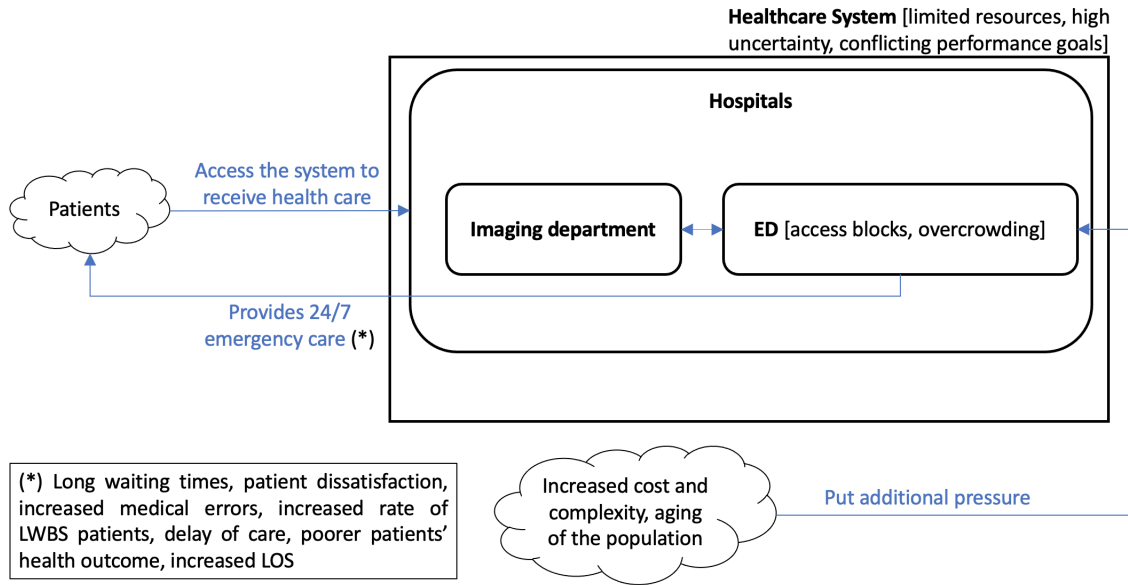 Healthcare System [limited resources, high
uncertainty, conflicting performance goals]
Hospitals
Access the system to
receive health care
Patients
Imaging department
ED [access blocks, overcrowding]
Provides 24/7
emergency care (*)
(*) Long waiting times, patient dissatisfaction,
increased medical errors, increased rate of
LWBS patients, delay of care, poorer patients’
health outcome, increased LOS
Increased cost and
complexity, aging
of the population
Put additional pressure